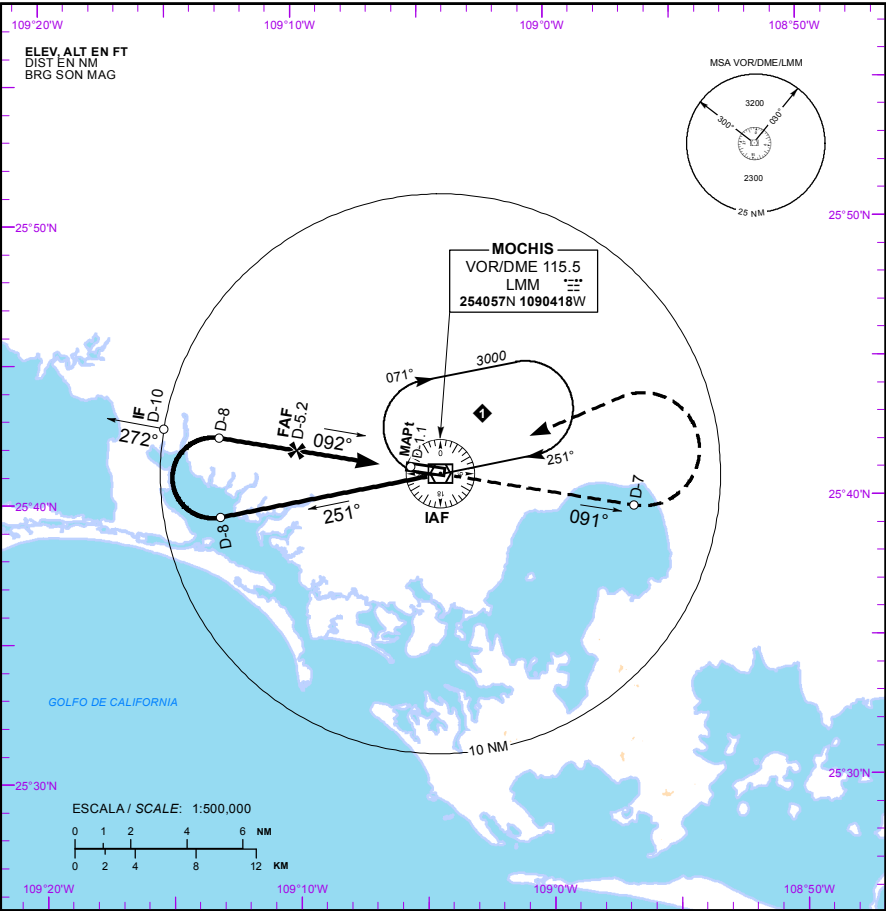 109°20'W
109°10'W
109°0'W
108°50'W
ELEV, ALT EN FT
DIST EN NM
BRG SON MAG
MSA VOR/DME/LMM
3200
300°
030°
2300
25 NM
25°50'N
25°50'N
MOCHIS
VOR/DME 115.5
LMM
254057N 1090418W
3000
071°
1
IF
D-10
272°
D-8
FAF
D-5.2
092°
MAPt
D-1.1
251°
0
18
IAF
D-7
091°
D-8
251°
25°40'N
25°40'N
GOLFO DE CALIFORNIA
10 NM
25°30'N
25°30'N
ESCALA / SCALE: 1:500,000
0 1 2 4 6 NM
0 2 4 8 12 KM
109°20'W
109°10'W
109°0'W
108°50'W